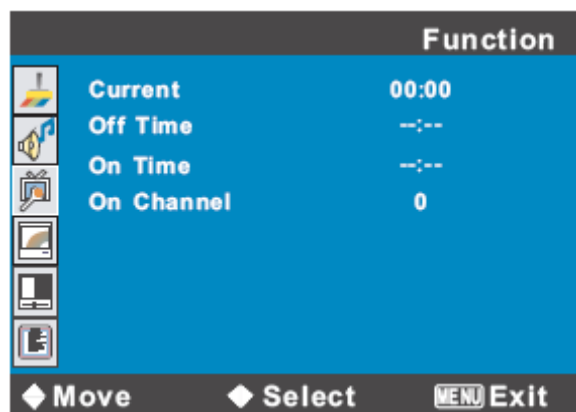 Function
Current 00:00
Off Time --:--
On Time --:--
On Channel 0
Move Select MENU Exit